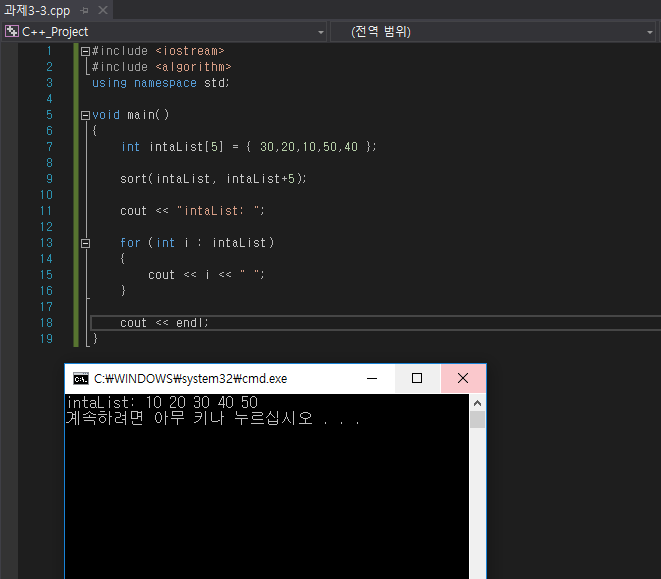 과제3-3.cpp
C++_Project
(전역 범위)
1 #include <iostream>
2 #include <algorithm>
3 using namespace std;
4
5 void main()
6 {
7 int intaList[5] = { 30,20,10,50,40 };
8
9 sort(intaList, intaList+5);
10
11 cout << "intaList: ";
12
13 for (int i : intaList)
14 {
15 cout << i << " ";
16 }
17
18 cout << endl;
19 }
C:\WINDOWS\system32\cmd.exe
intaList: 10 20 30 40 50
계속하려면 아무 키나 누르십시오 . . .